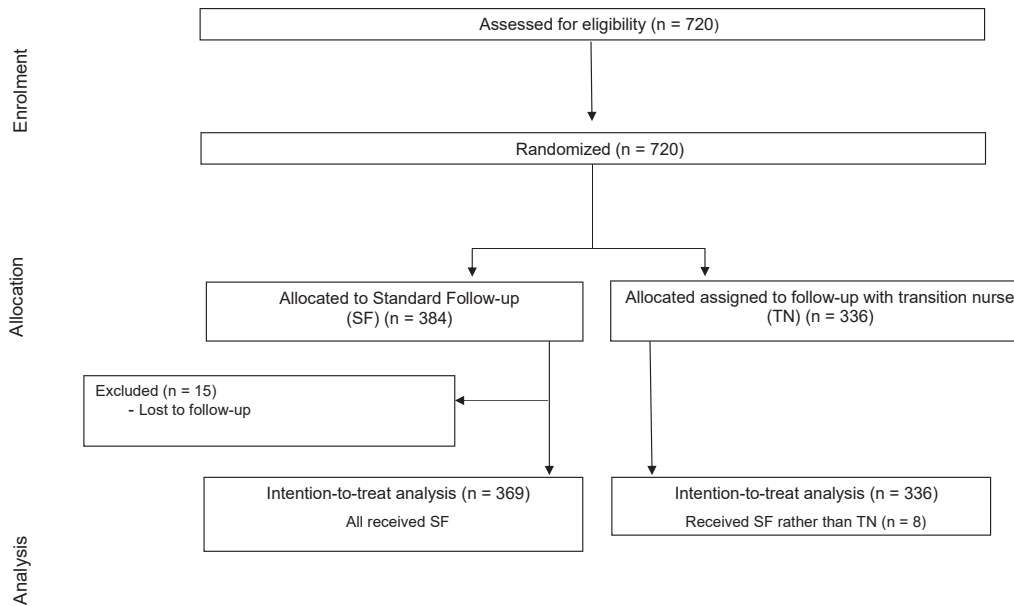 Enrolment
Assessed for eligibility (n = 720)
Randomized (n = 720)
Allocation
Allocated to Standard Follow-up
(SF) (n = 384)
Allocated assigned to follow-up with transition nurse
(TN) (n = 336)
Excluded (n = 15)
- Lost to follow-up
Analysis
Intention-to-treat analysis (n = 369)
All received SF
Intention-to-treat analysis (n = 336)
Received SF rather than TN (n = 8)